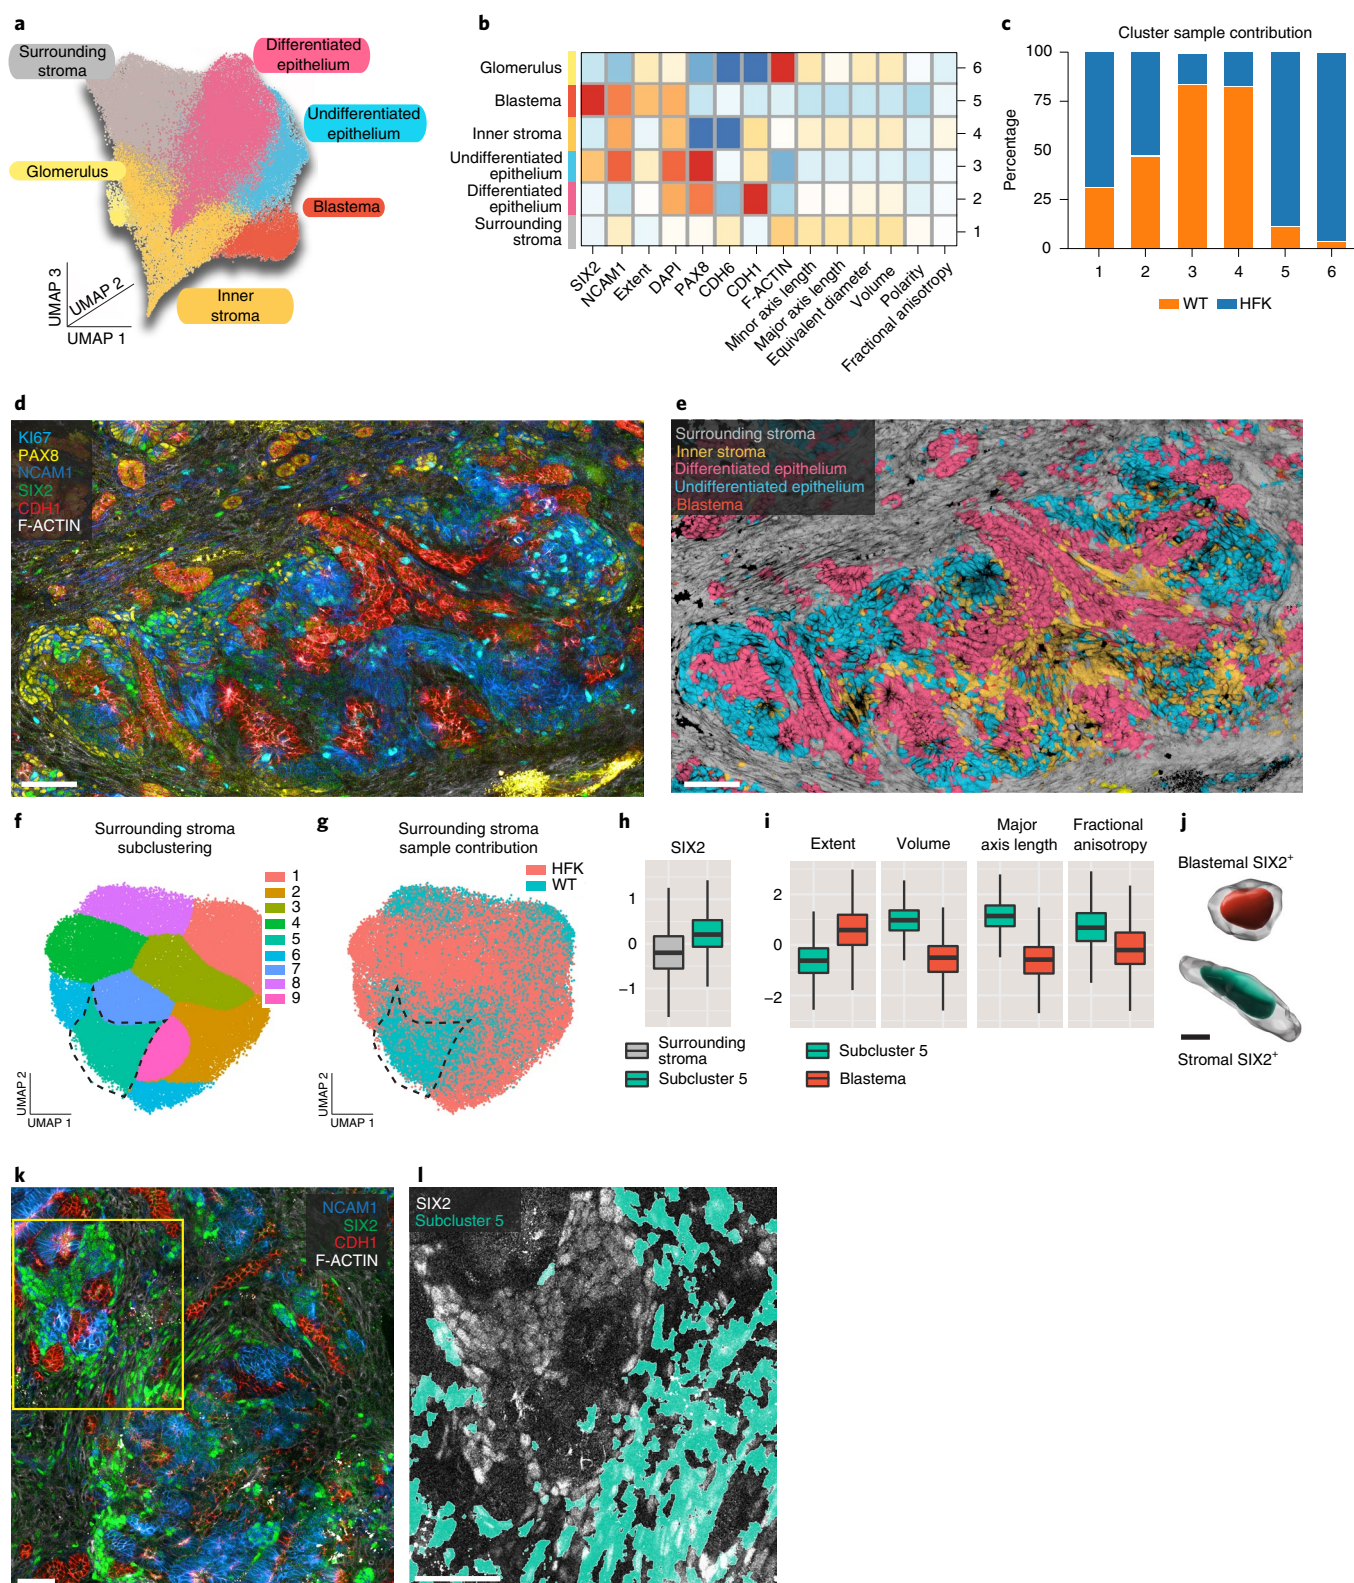 a
Surrounding
stroma
Differentiated
epithelium
Undifferentiated
epithelium
Glomerulus
Blastema
Inner
stroma
UMAP 3
UMAP 2
UMAP 1
b
Glomerulus
Blastema
Inner stroma
Undifferentiated
epithelium
Differentiated
epithelium
Surrounding
stroma
6
5
4
3
2
1
SIX2
NCAM1
Extent
DAPI
PAX8
CDH6
CDH1
F-ACTIN
Minor axis length
Major axis length
Equivalent diameter
Volume
Polarity
Fractional anisotropy
c
Cluster sample contribution
Percentage
100
75
50
25
0
1 2 3 4 5 6
WT HFK
d
KI67
PAX8
NCAM1
SIX2
CDH1
F-ACTIN
e
Surrounding stroma
Inner stroma
Differentiated epithelium
Undifferentiated epithelium
Blastema
f
Surrounding stroma
subclustering
1
2
3
4
5
6
7
8
9
UMAP 2
UMAP 1
g
Surrounding stroma
sample contribution
HFK
WT
UMAP 2
UMAP 1
h
SIX2
1
0
−1
Surrounding
stroma
Subcluster 5
i
Extent
Volume
Major
axis length
Fractional
anisotropy
2
0
−2
Subcluster 5
Blastema
j
Blastemal SIX2+
Stromal SIX2+
k
NCAM1
SIX2
CDH1
F-ACTIN
l
SIX2
Subcluster 5